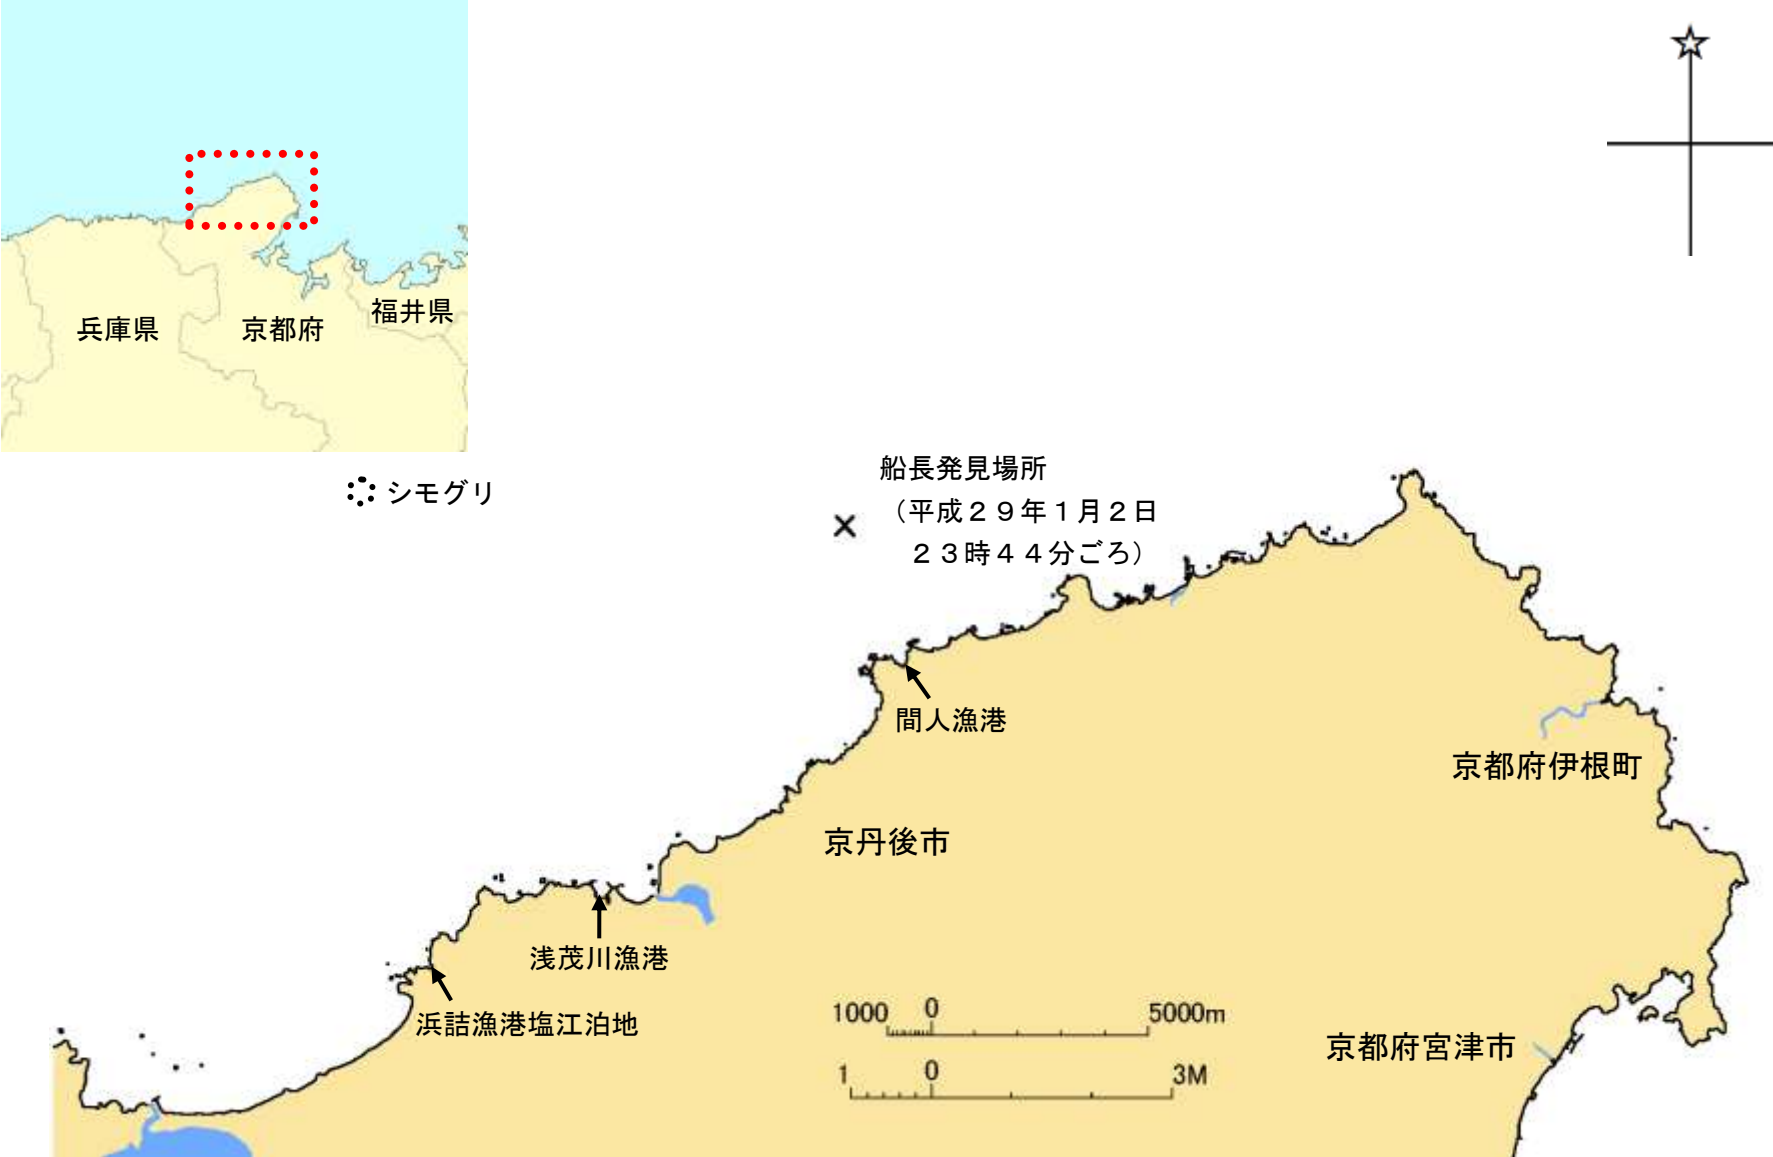 兵庫県
京都府
福井県
シモグリ
船長発見場所
（平成２９年１月２日
２３時４４分ごろ）
間人漁港
京都府伊根町
京丹後市
浅茂川漁港
浜詰漁港塩江泊地
1000 0 5000m
京都府宮津市
1 0 3M